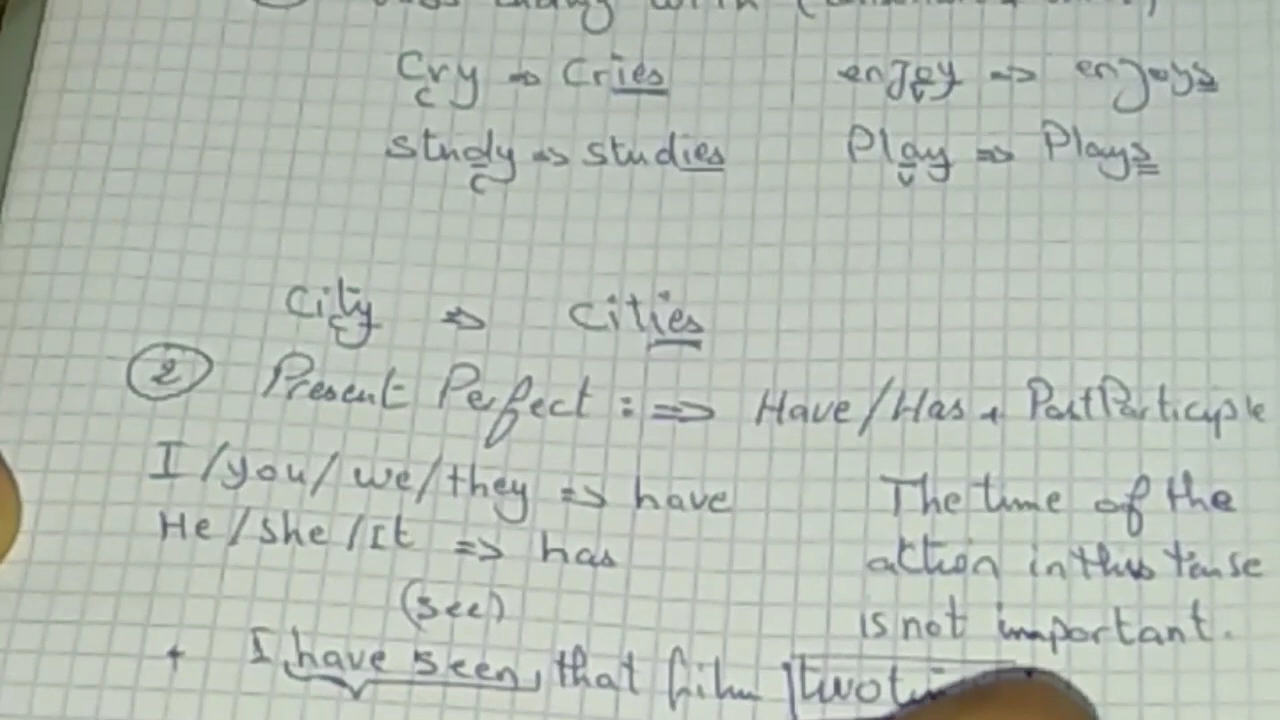 ending with (
Cry => Cries enjoy => enjoys
c v
study => studies Play => Plays
c v
City => cities
c
2 Present Perfect : => Have/Has + PastParticiple
I/you/we/they => have The time of the
He/She/It => has action in this tense
(see) is not important.
+ I have seen that film